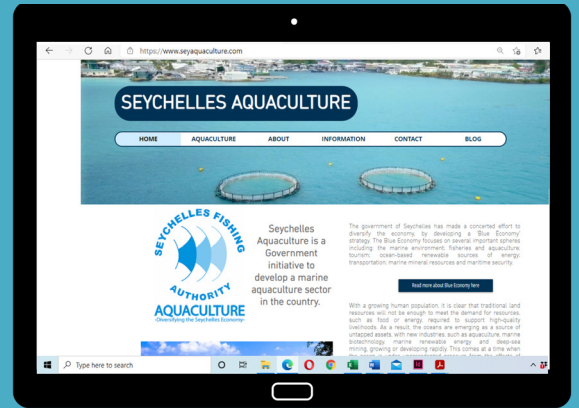 https://www.seyaquaculture.com
SEYCHELLES AQUACULTURE
HOME AQUACULTURE ABOUT INFORMATION CONTACT BLOG
SEYCHELLES FISHING
AUTHORITY
AQUACULTURE
-Diversifying the Seychelles Economy-
Seychelles
Aquaculture is a
Government
initiative to
develop a marine
aquaculture sector
in the country.
The government of Seychelles has made a concerted effort to
diversify the economy, by developing a 'Blue Economy'
strategy. The Blue Economy focuses on several important spheres
including: the marine environment; fisheries and aquaculture;
tourism; ocean-based renewable sources of energy;
transportation; marine mineral resources and maritime security.
Read more about Blue Economy here
With a growing human population, it is clear that traditional land
resources will not be enough to meet the demand for resources,
such as food or energy, required to support high-quality
livelihoods. As a result, the oceans are emerging as a source of
untapped assets, with new industries, such as aquaculture, marine
biotechnology, marine renewable energy and deep-sea
mining, growing or developing rapidly. This comes at a time when
Type here to search